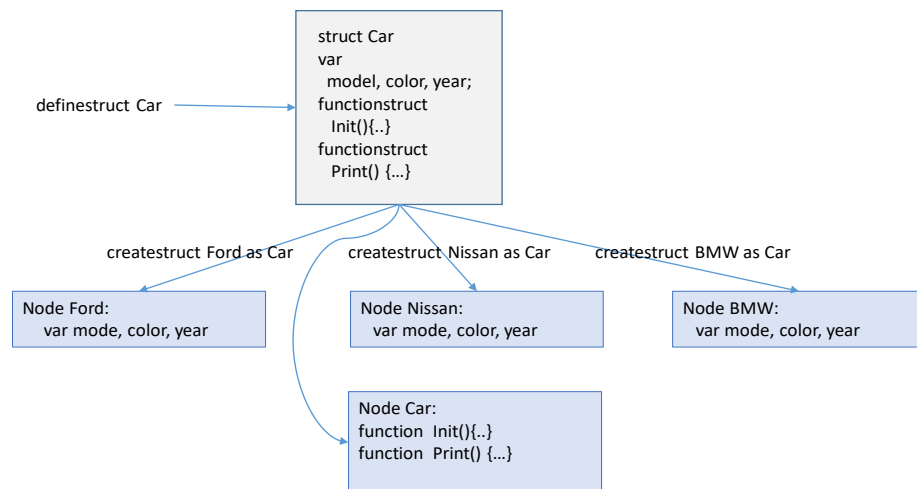 struct Car
var
model, color, year;
functionstruct
Init(){..}
functionstruct
Print() {...}
definestruct Car
createstruct Ford as Car
createstruct Nissan as Car
createstruct BMW as Car
Node Ford:
var mode, color, year
Node Nissan:
var mode, color, year
Node BMW:
var mode, color, year
Node Car:
function Init(){..}
function Print() {...}